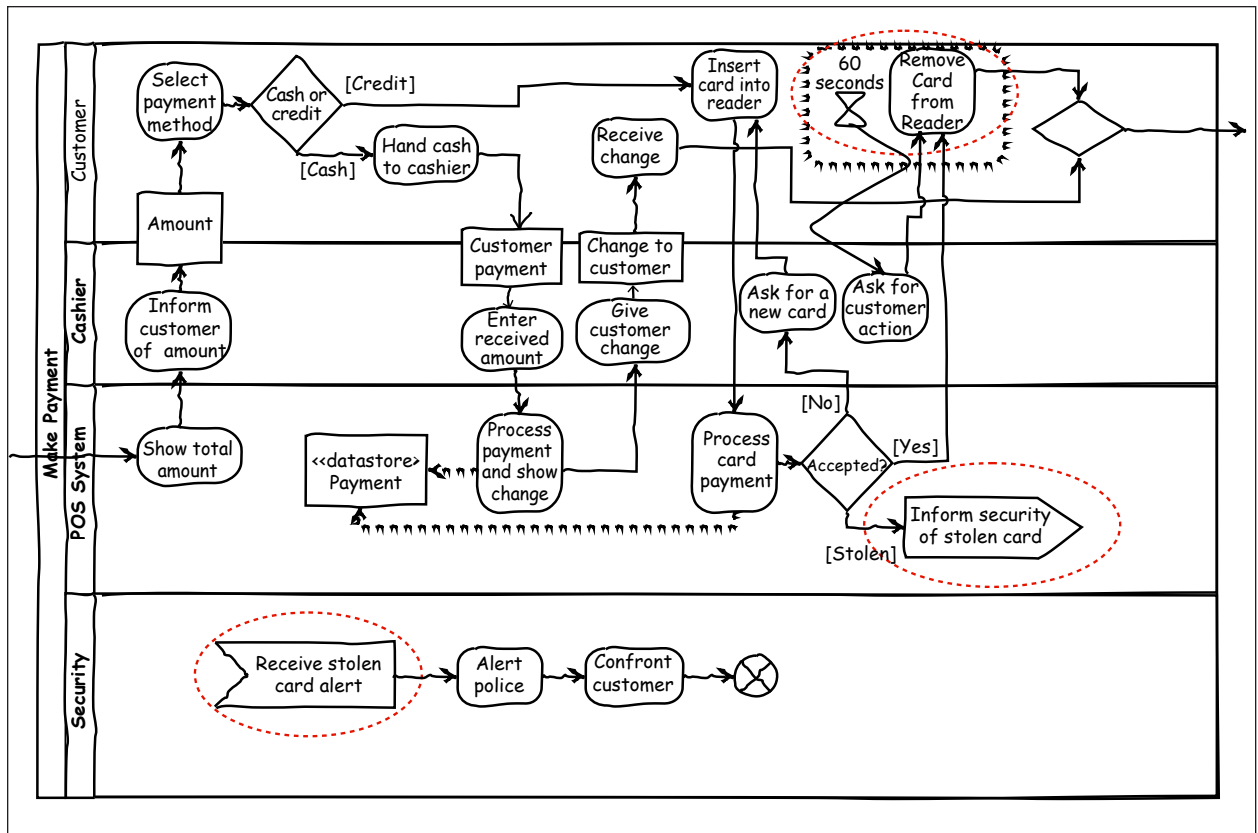 Make Payment
Customer
Select
payment
method
Cash or
credit
[Credit]
[Cash]
Hand cash
to cashier
Receive
change
Insert
card into
reader
60
seconds
Remove
Card
from
Reader
Amount
Customer
payment
Change to
customer
Cashier
Inform
customer
of amount
Enter
received
amount
Give
customer
change
Ask for a
new card
Ask for
customer
action
POS System
Show total
amount
<<datastore>
Payment
Process
payment
and show
change
Process
card
payment
[No]
Accepted?
[Yes]
[Stolen]
Inform security
of stolen card
Security
Receive stolen
card alert
Alert
police
Confront
customer